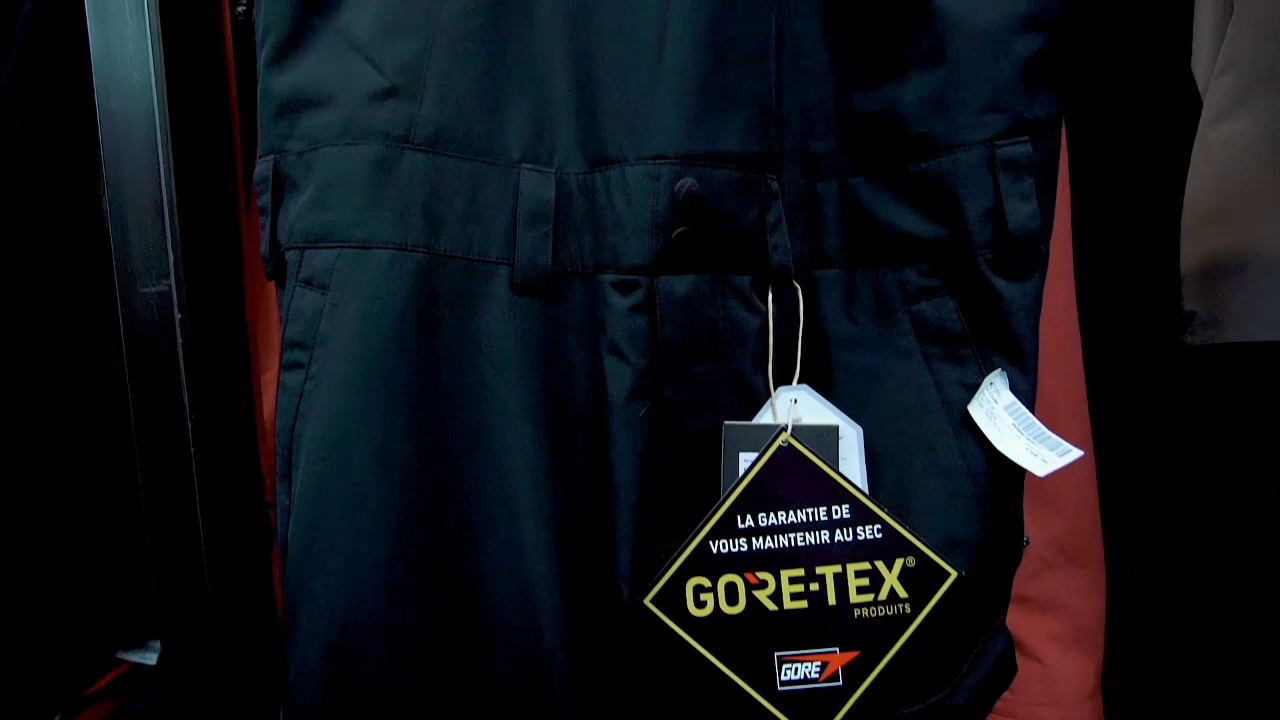 LA GARANTIE DE
VOUS MAINTENIR AU SEC
GORE-TEX®
PRODUITS
GORE